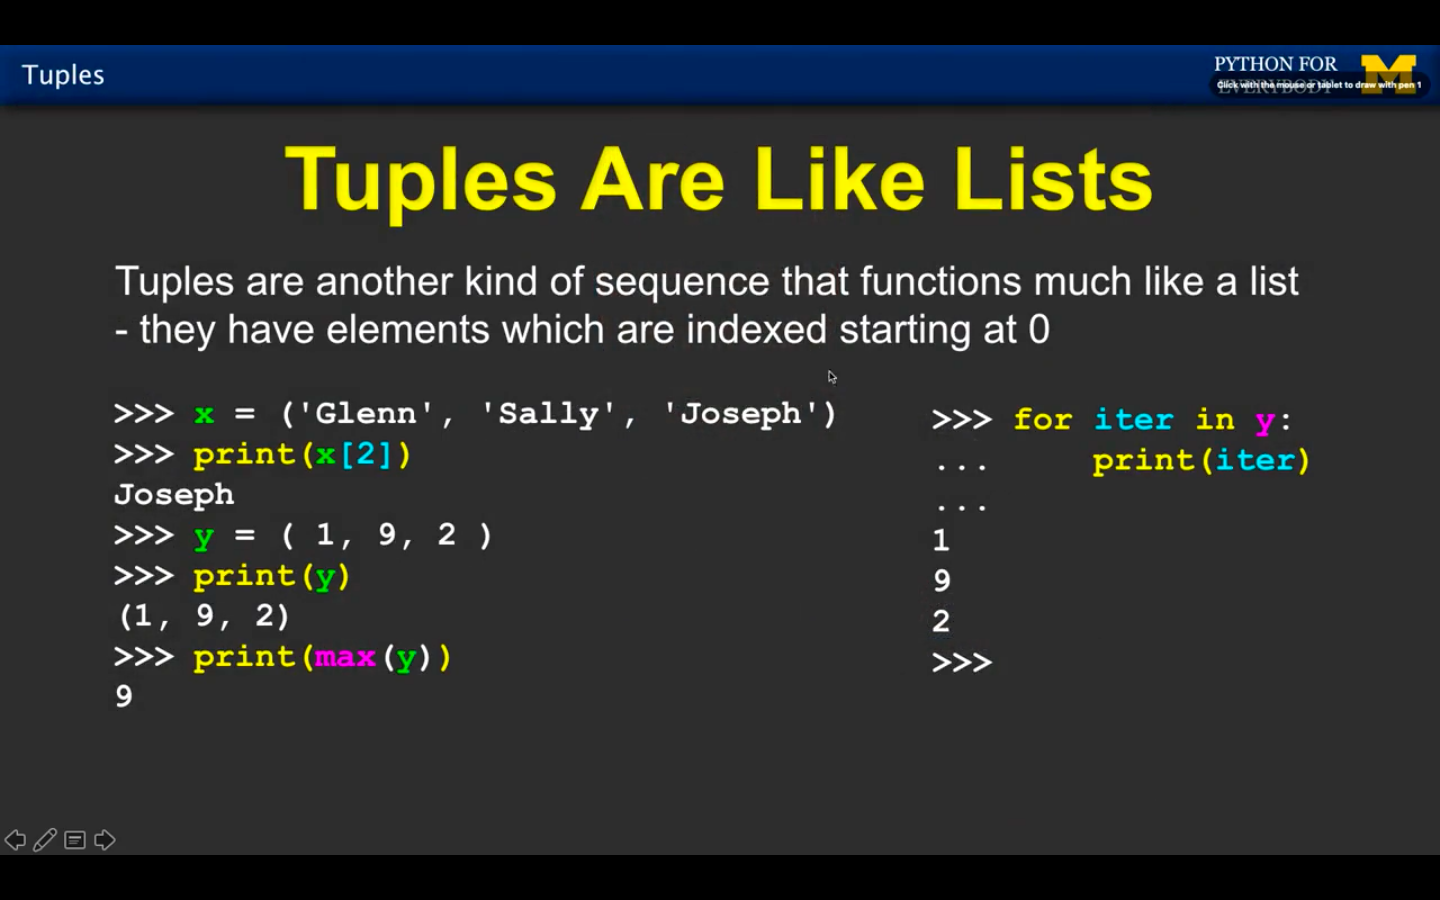 Tuples
PYTHON FOR
EVERYBODY
Click with the mouse or tablet to draw with pen 1
Tuples Are Like Lists
Tuples are another kind of sequence that functions much like a list
- they have elements which are indexed starting at 0
>>> x = ('Glenn', 'Sally', 'Joseph')
>>> print(x[2])
Joseph
>>> y = ( 1, 9, 2 )
>>> print(y)
(1, 9, 2)
>>> print(max(y))
9
>>> for iter in y:
...     print(iter)
...
1
9
2
>>>